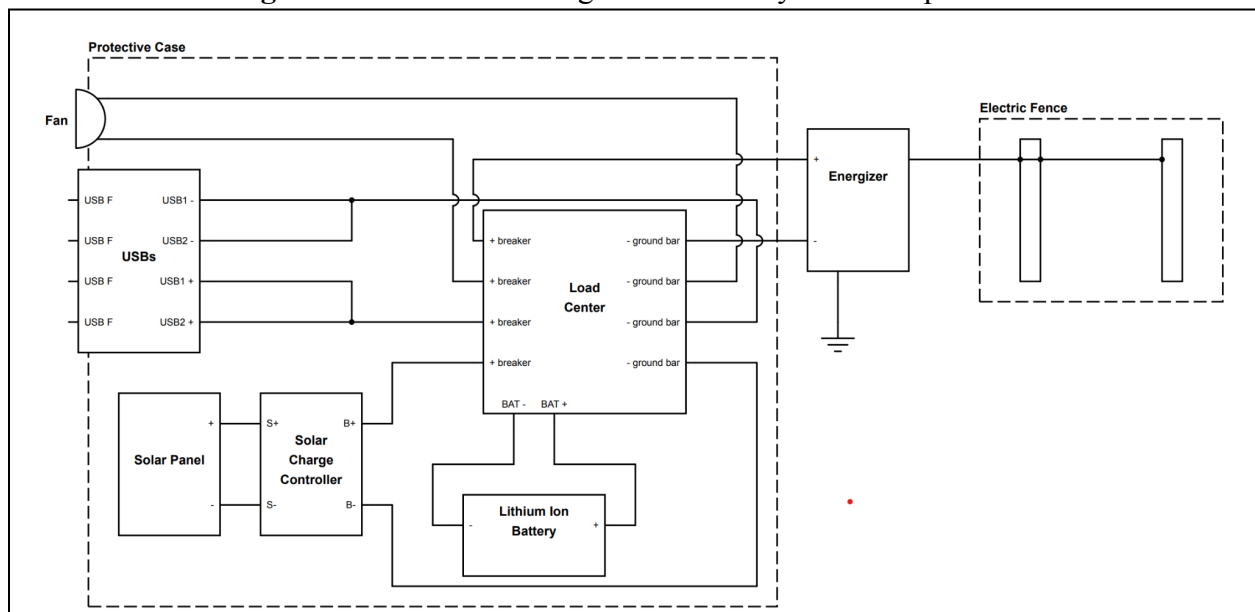 Protective Case
Fan
USB F
USB1 -
USB F
USB2 -
USBs
USB F
USB1 +
USB F
USB2 +
+ breaker
- ground bar
+ breaker
- ground bar
Load
Center
+ breaker
- ground bar
+ breaker
- ground bar
BAT -
BAT +
+
Energizer
-
Electric Fence
+
Solar Panel
-
S+
B+
Solar
Charge
Controller
S-
B-
Lithium Ion
Battery
-
+